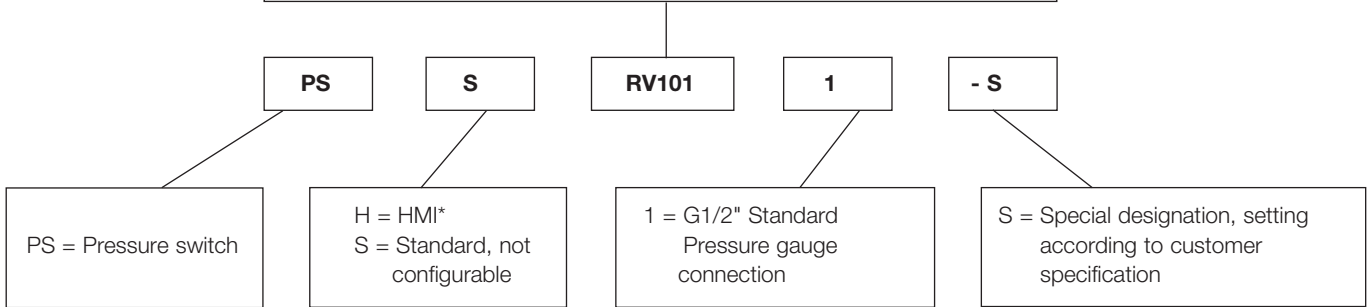 PS S RV101 1 - S
PS = Pressure switch
H = HMI*
S = Standard, not
configurable
1 = G1/2" Standard
Pressure gauge
connection
S = Special designation, setting
according to customer
specification